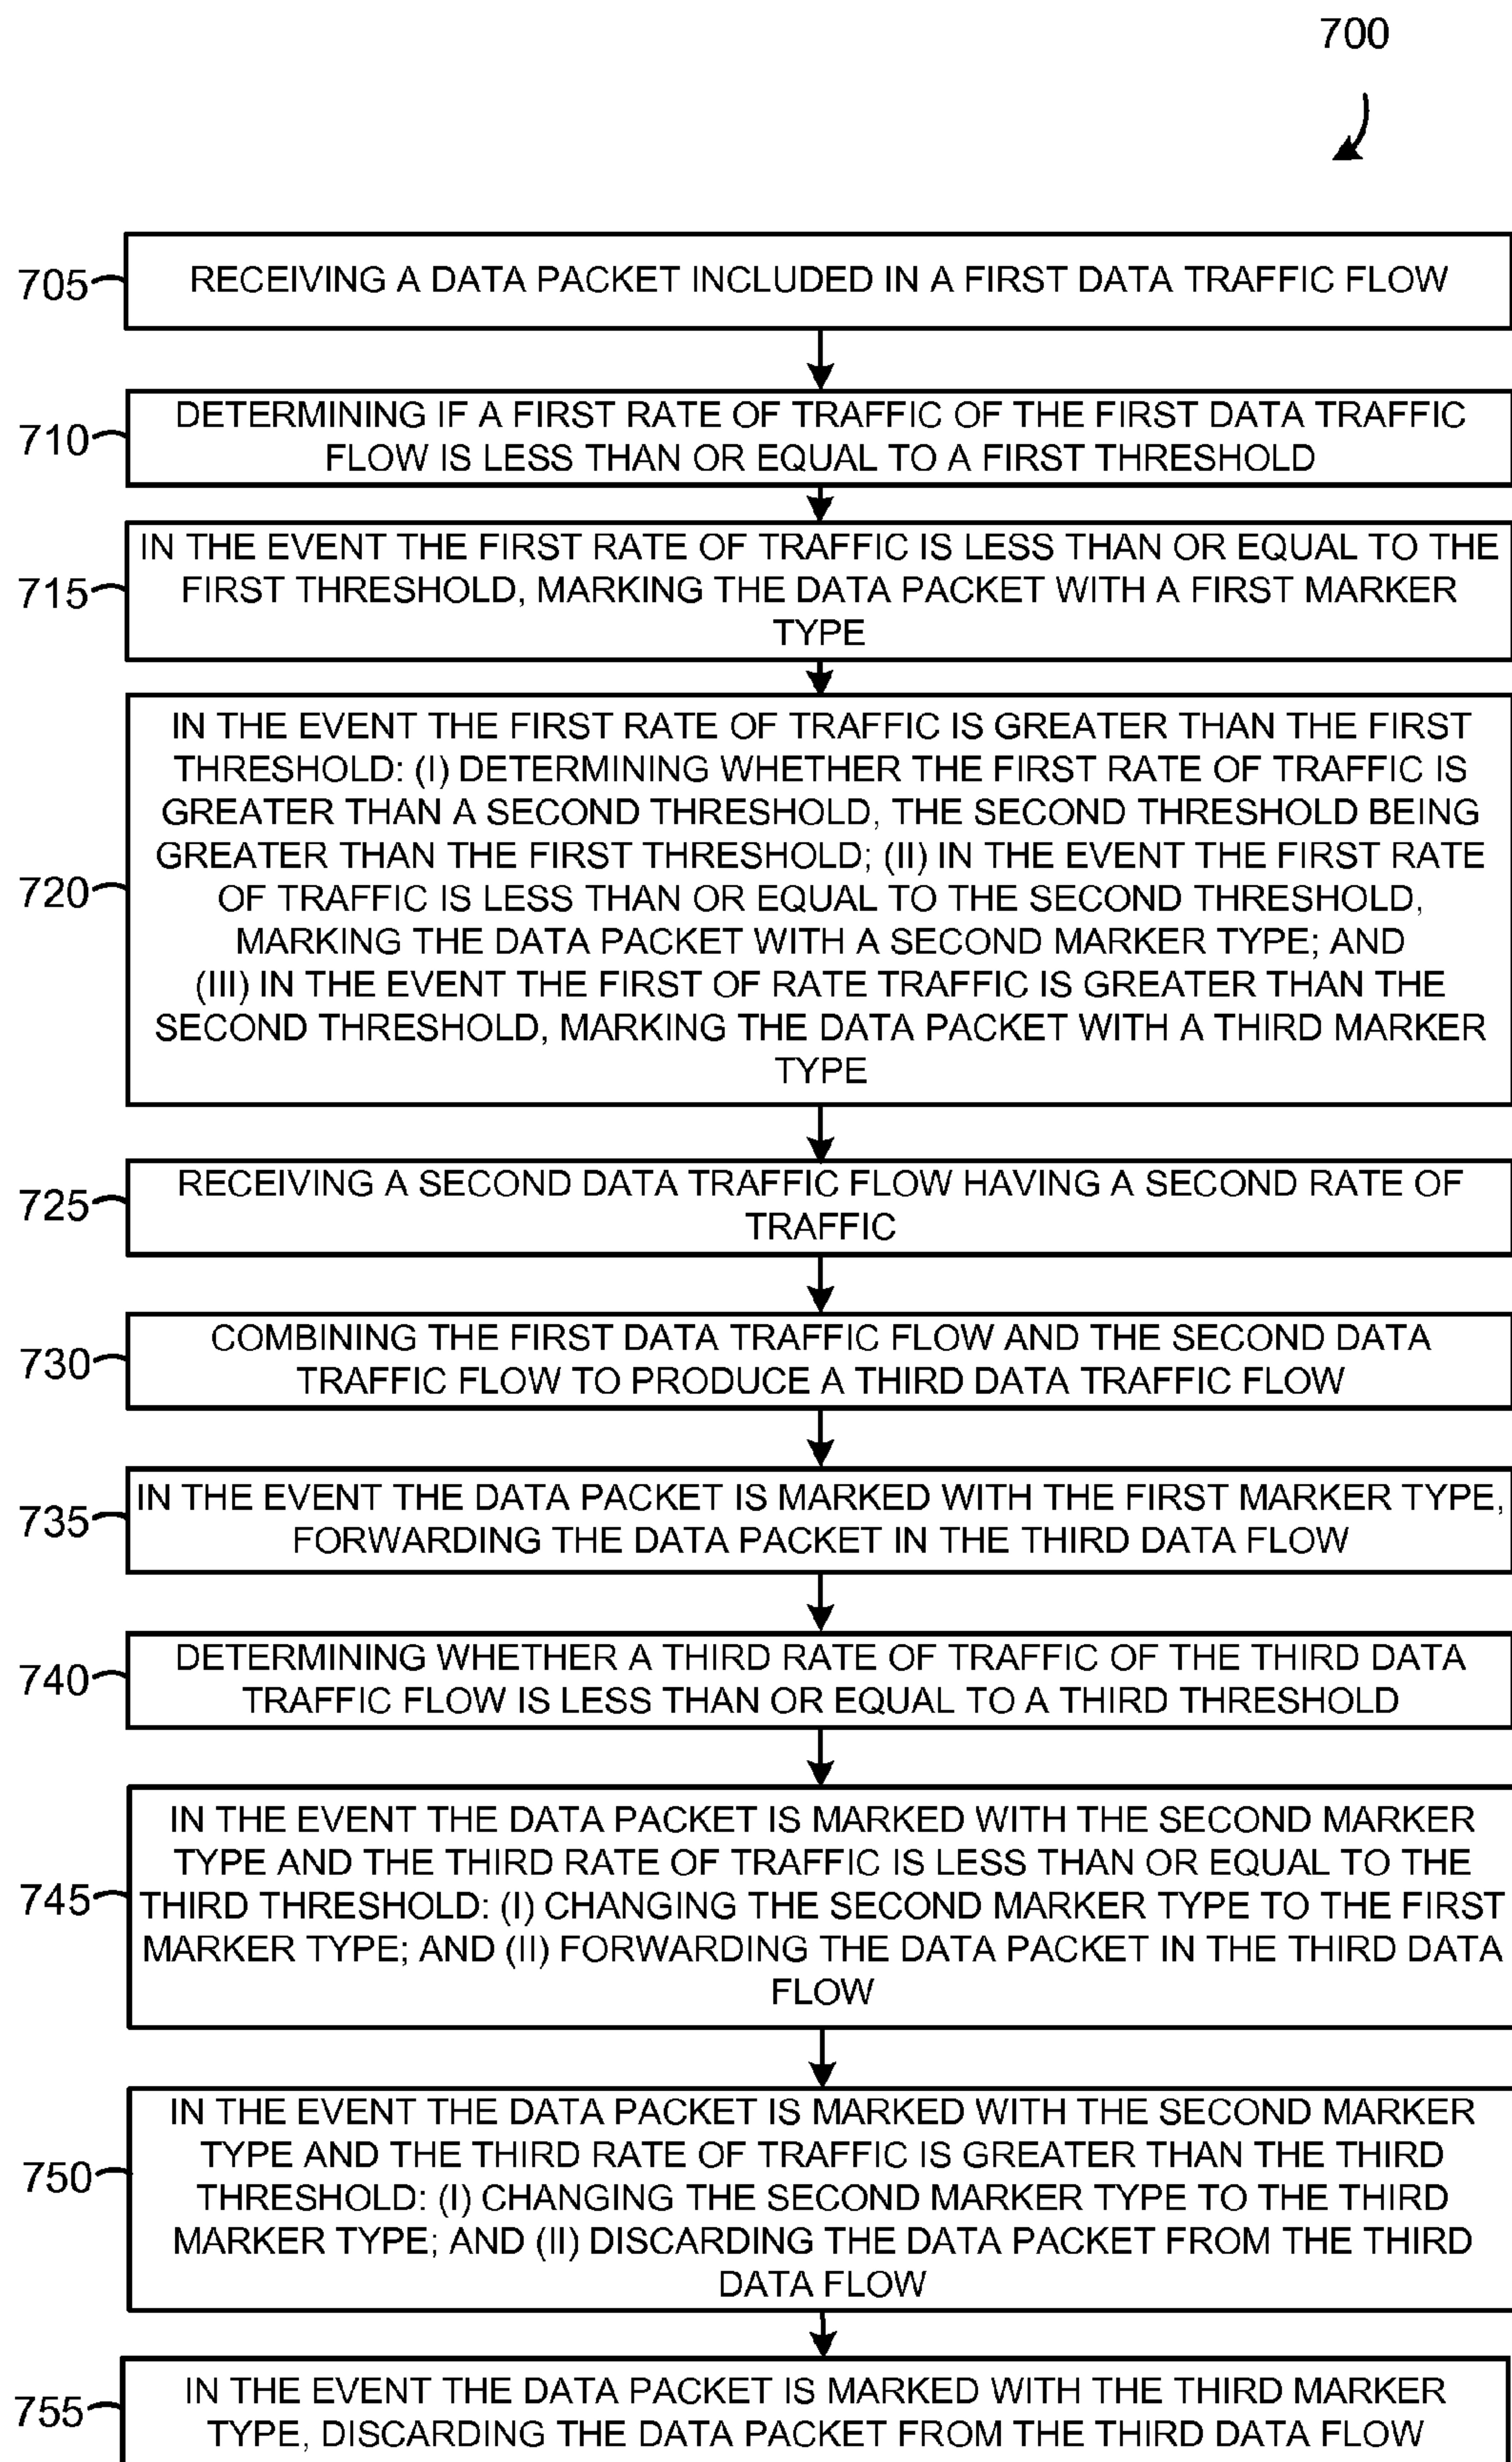 700
705
RECEIVING A DATA PACKET INCLUDED IN A FIRST DATA TRAFFIC FLOW
710
DETERMINING IF A FIRST RATE OF TRAFFIC OF THE FIRST DATA TRAFFIC
FLOW IS LESS THAN OR EQUAL TO A FIRST THRESHOLD
715
IN THE EVENT THE FIRST RATE OF TRAFFIC IS LESS THAN OR EQUAL TO THE
FIRST THRESHOLD, MARKING THE DATA PACKET WITH A FIRST MARKER
TYPE
720
IN THE EVENT THE FIRST RATE OF TRAFFIC IS GREATER THAN THE FIRST
THRESHOLD: (I) DETERMINING WHETHER THE FIRST RATE OF TRAFFIC IS
GREATER THAN A SECOND THRESHOLD, THE SECOND THRESHOLD BEING
GREATER THAN THE FIRST THRESHOLD; (II) IN THE EVENT THE FIRST RATE
OF TRAFFIC IS LESS THAN OR EQUAL TO THE SECOND THRESHOLD,
MARKING THE DATA PACKET WITH A SECOND MARKER TYPE; AND
(III) IN THE EVENT THE FIRST OF RATE TRAFFIC IS GREATER THAN THE
SECOND THRESHOLD, MARKING THE DATA PACKET WITH A THIRD MARKER
TYPE
725
RECEIVING A SECOND DATA TRAFFIC FLOW HAVING A SECOND RATE OF
TRAFFIC
730
COMBINING THE FIRST DATA TRAFFIC FLOW AND THE SECOND DATA
TRAFFIC FLOW TO PRODUCE A THIRD DATA TRAFFIC FLOW
735
IN THE EVENT THE DATA PACKET IS MARKED WITH THE FIRST MARKER TYPE,
FORWARDING THE DATA PACKET IN THE THIRD DATA FLOW
740
DETERMINING WHETHER A THIRD RATE OF TRAFFIC OF THE THIRD DATA
TRAFFIC FLOW IS LESS THAN OR EQUAL TO A THIRD THRESHOLD
745
IN THE EVENT THE DATA PACKET IS MARKED WITH THE SECOND MARKER
TYPE AND THE THIRD RATE OF TRAFFIC IS LESS THAN OR EQUAL TO THE
THIRD THRESHOLD: (I) CHANGING THE SECOND MARKER TYPE TO THE FIRST
MARKER TYPE; AND (II) FORWARDING THE DATA PACKET IN THE THIRD DATA
FLOW
750
IN THE EVENT THE DATA PACKET IS MARKED WITH THE SECOND MARKER
TYPE AND THE THIRD RATE OF TRAFFIC IS GREATER THAN THE THIRD
THRESHOLD: (I) CHANGING THE SECOND MARKER TYPE TO THE THIRD
MARKER TYPE; AND (II) DISCARDING THE DATA PACKET FROM THE THIRD
DATA FLOW
755
IN THE EVENT THE DATA PACKET IS MARKED WITH THE THIRD MARKER
TYPE, DISCARDING THE DATA PACKET FROM THE THIRD DATA FLOW